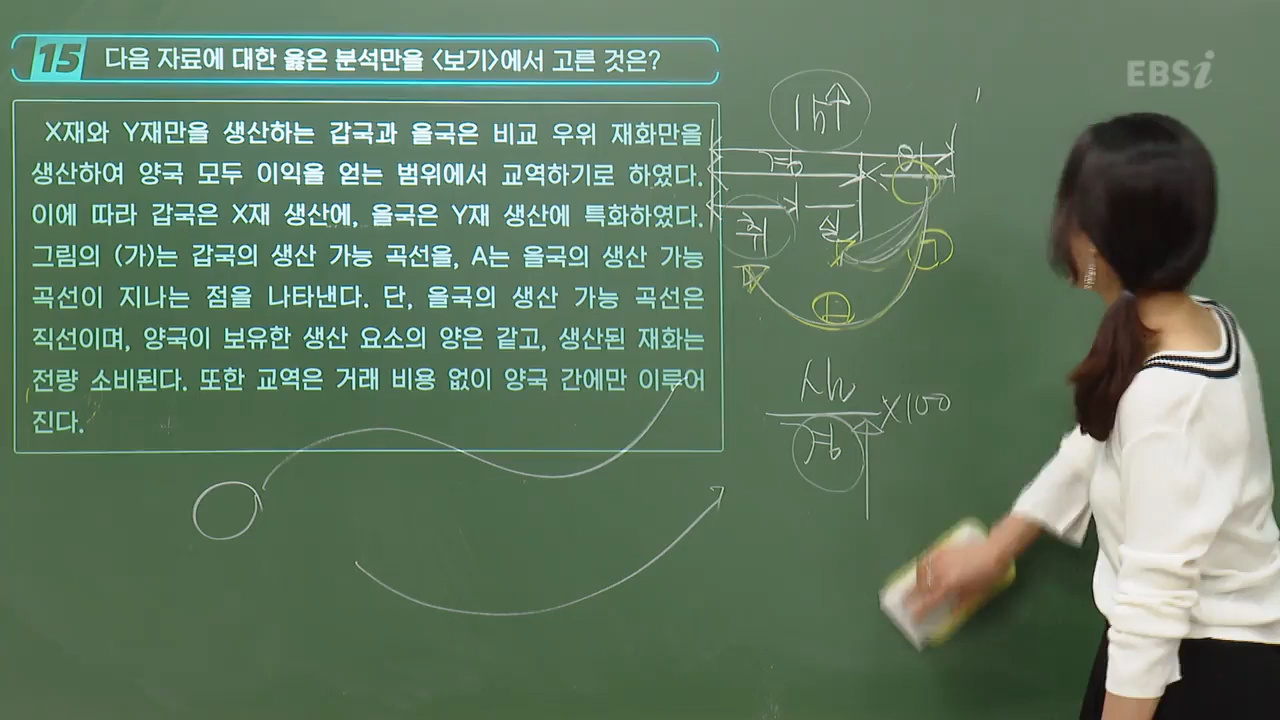 15 다음 자료에 대한 옳은 분석만을 <보기>에서 고른 것은?
EBSi
X재와 Y재만을 생산하는 갑국과 을국은 비교 우위 재화만을
생산하여 양국 모두 이익을 얻는 범위에서 교역하기로 하였다.
이에 따라 갑국은 X재 생산에, 을국은 Y재 생산에 특화하였다.
그림의 (가)는 갑국의 생산 가능 곡선을, A는 을국의 생산 가능
곡선이 지나는 점을 나타낸다. 단, 을국의 생산 가능 곡선은
직선이며, 양국이 보유한 생산 요소의 양은 같고, 생산된 재화는
전량 소비된다. 또한 교역은 거래 비용 없이 양국 간에만 이루어
진다.
X100